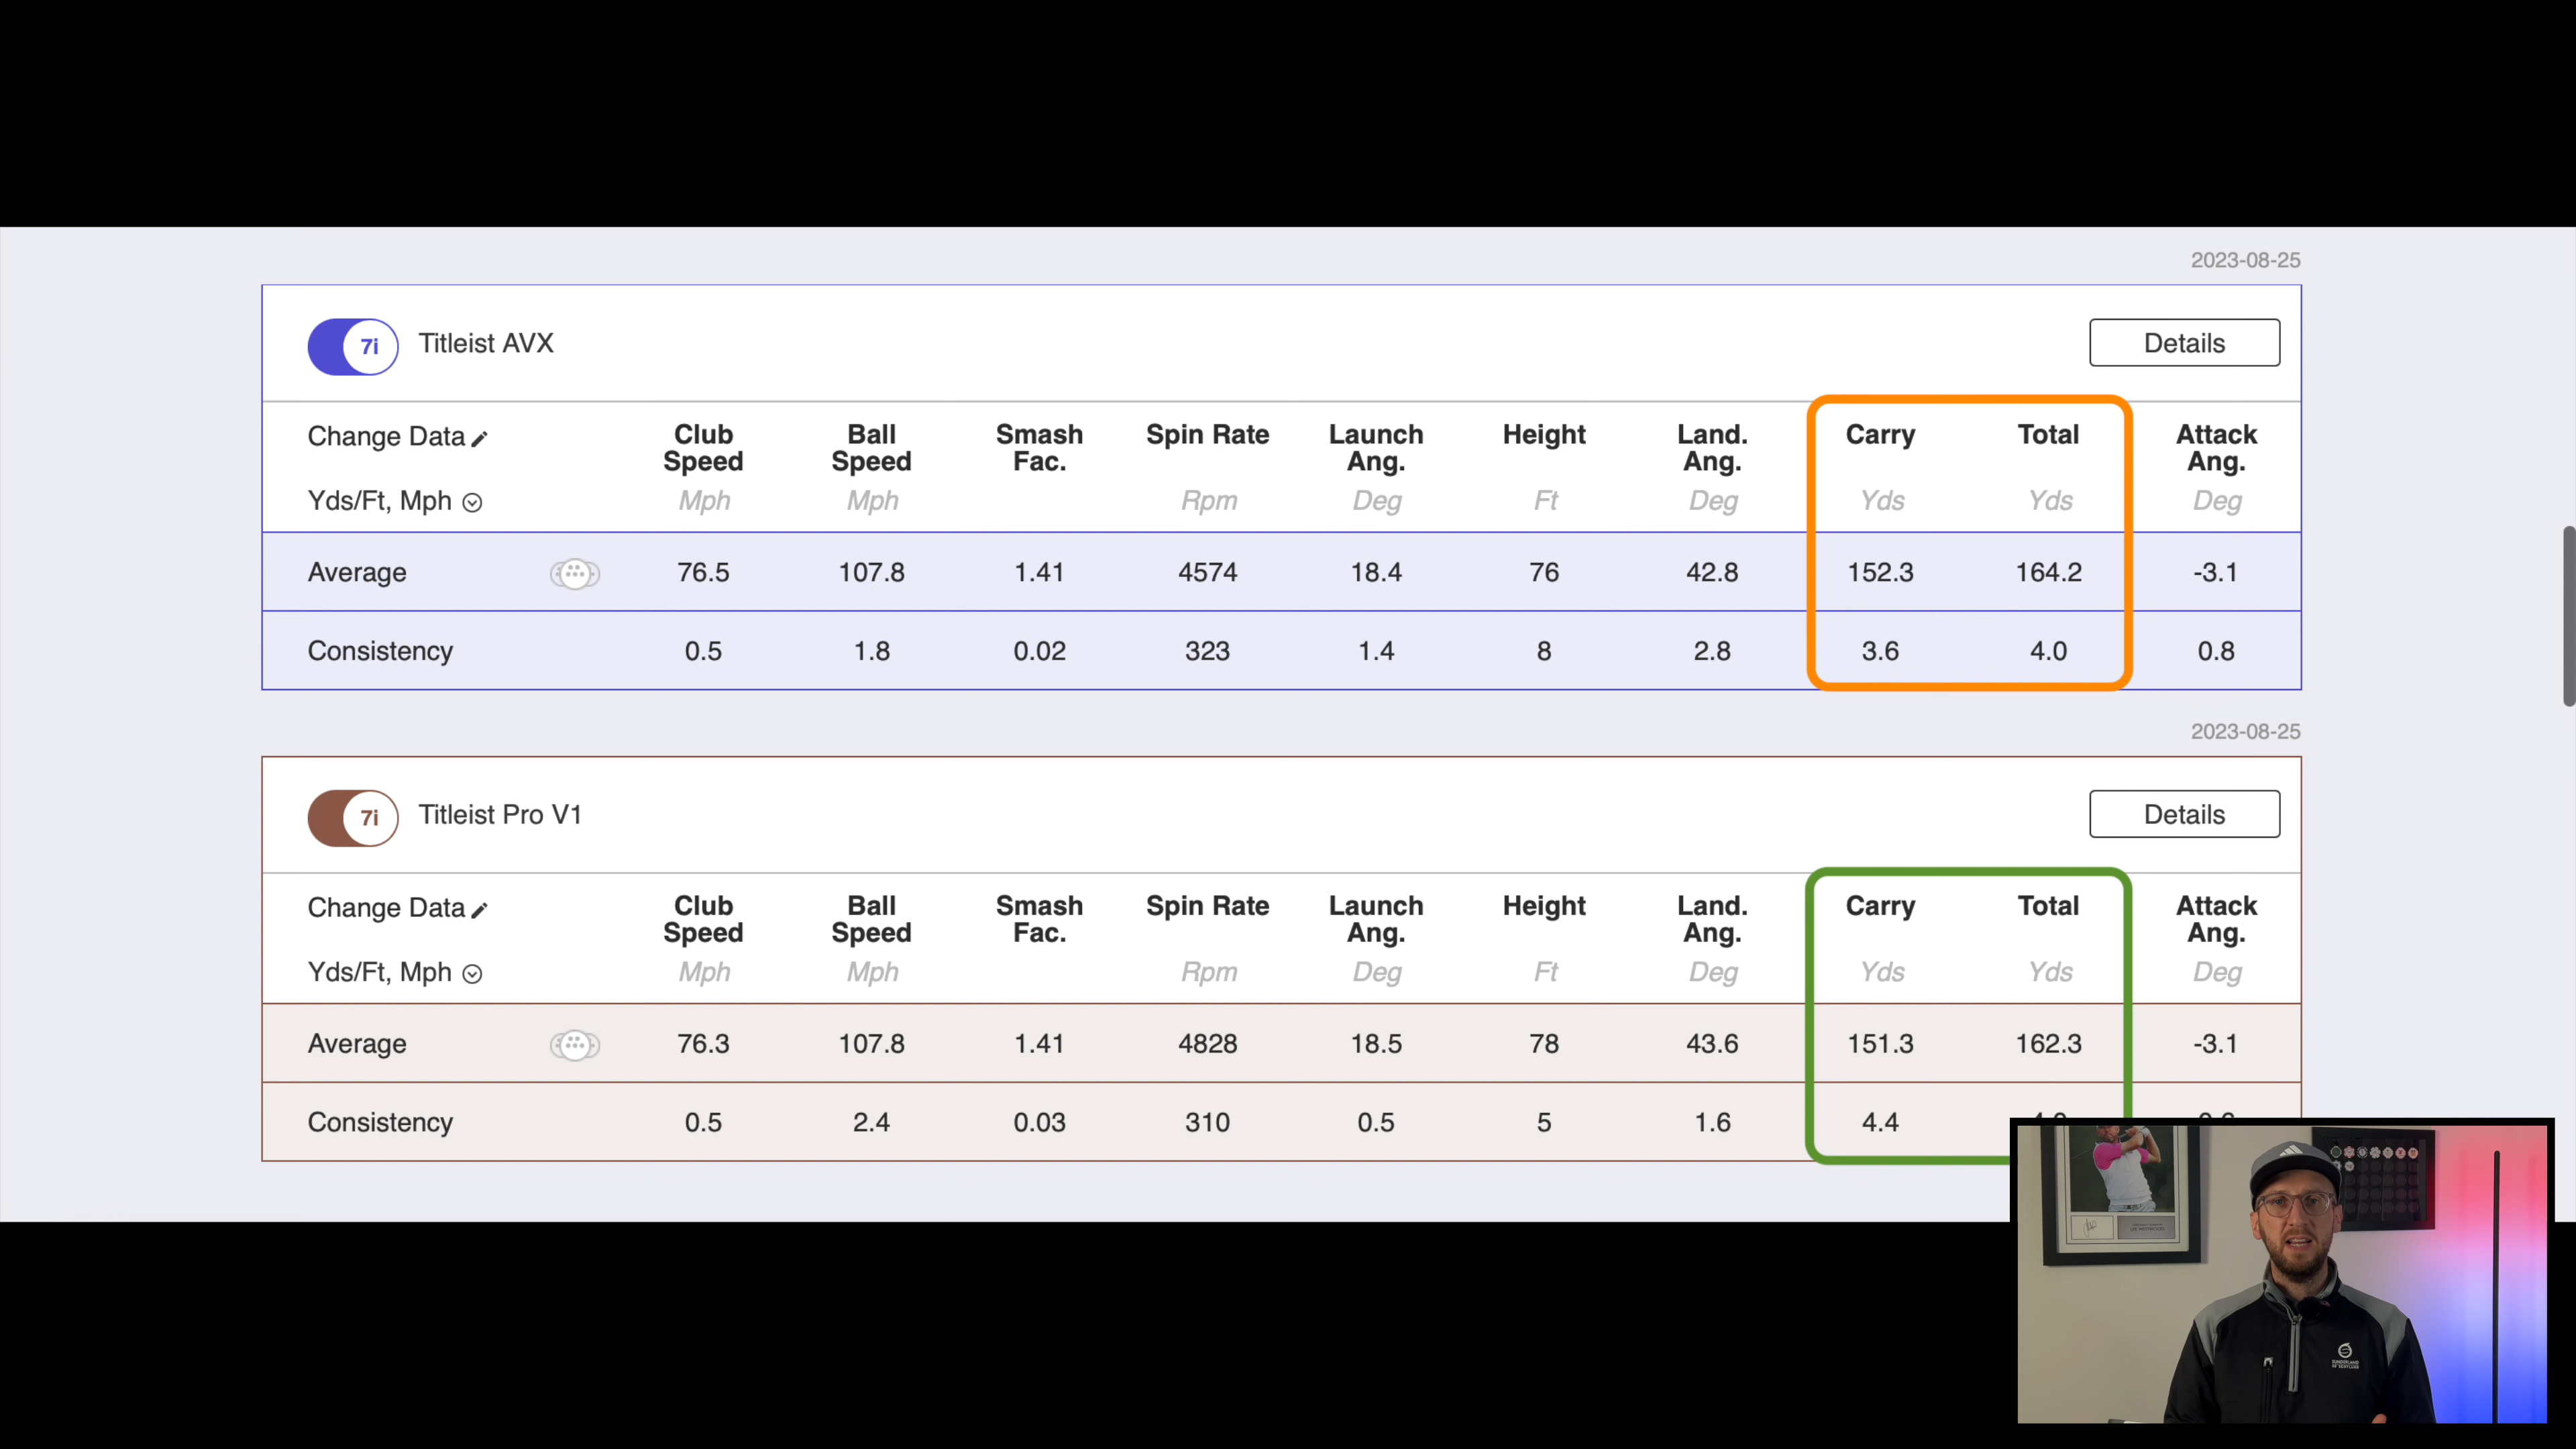 2023-08-25
7i Titleist AVX Details
Change Data Club Speed Ball Speed Smash Fac. Spin Rate Launch Ang. Height Land. Ang. Carry Total Attack Ang.
Yds/Ft, Mph Mph Mph Rpm Deg Ft Deg Yds Yds Deg
Average 76.5 107.8 1.41 4574 18.4 76 42.8 152.3 164.2 -3.1
Consistency 0.5 1.8 0.02 323 1.4 8 2.8 3.6 4.0 0.8
2023-08-25
7i Titleist Pro V1 Details
Change Data Club Speed Ball Speed Smash Fac. Spin Rate Launch Ang. Height Land. Ang. Carry Total Attack Ang.
Yds/Ft, Mph Mph Mph Rpm Deg Ft Deg Yds Yds Deg
Average 76.3 107.8 1.41 4828 18.5 78 43.6 151.3 162.3 -3.1
Consistency 0.5 2.4 0.03 310 0.5 5 1.6 4.4
SUNDERLAND
OF SCOTLAND